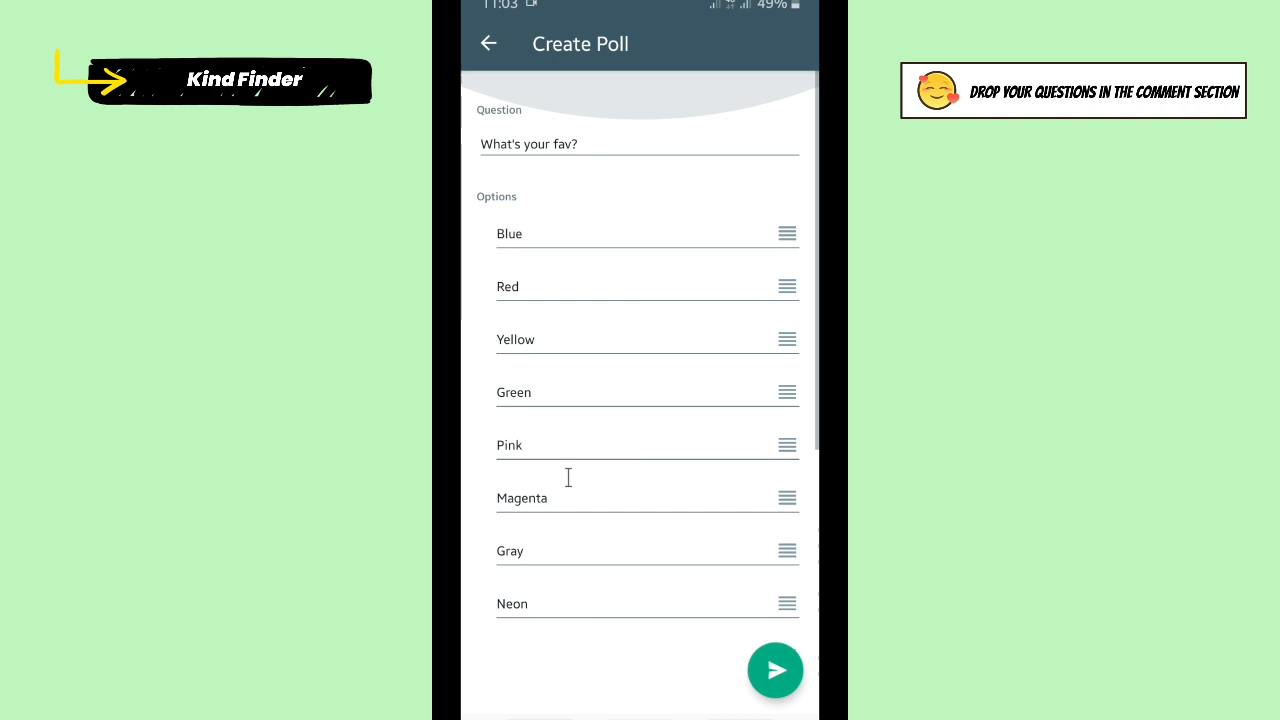 11:03 49%
Create Poll
Kind Finder
DROP YOUR QUESTIONS IN THE COMMENT SECTION
Question
What's your fav?
Options
Blue
Red
Yellow
Green
Pink
Magenta
Gray
Neon